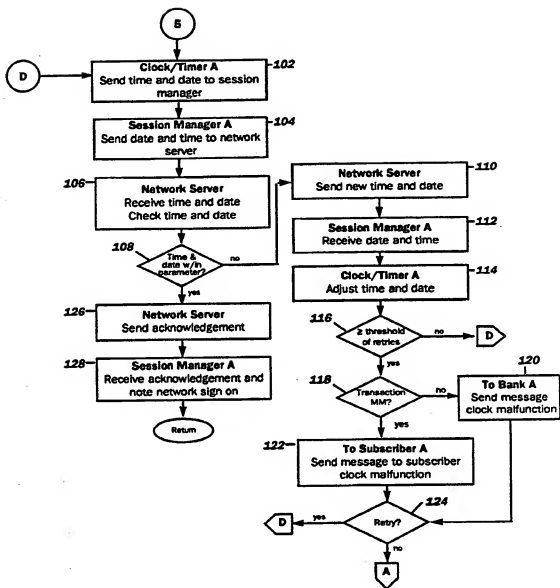 5
D
Clock/Timer A
Send time and date to session
manager
102
Session Manager A
Send date and time to network
server
104
106
Network Server
Receive time and date
Check time and date
108
Time &
date w/in
parameter?
no
yes
126
Network Server
Send acknowledgement
128
Session Manager A
Receive acknowledgement and
note network sign on
Return
110
Network Server
Send new time and date
112
Session Manager A
Receive date and time
114
Clock/Timer A
Adjust time and date
116
≥ threshold
of retries
no
D
yes
118
Transaction
MM?
no
120
To Bank A
Send message
clock malfunction
yes
122
To Subscriber A
Send message to subscriber
clock malfunction
124
Retry?
yes
D
no
A